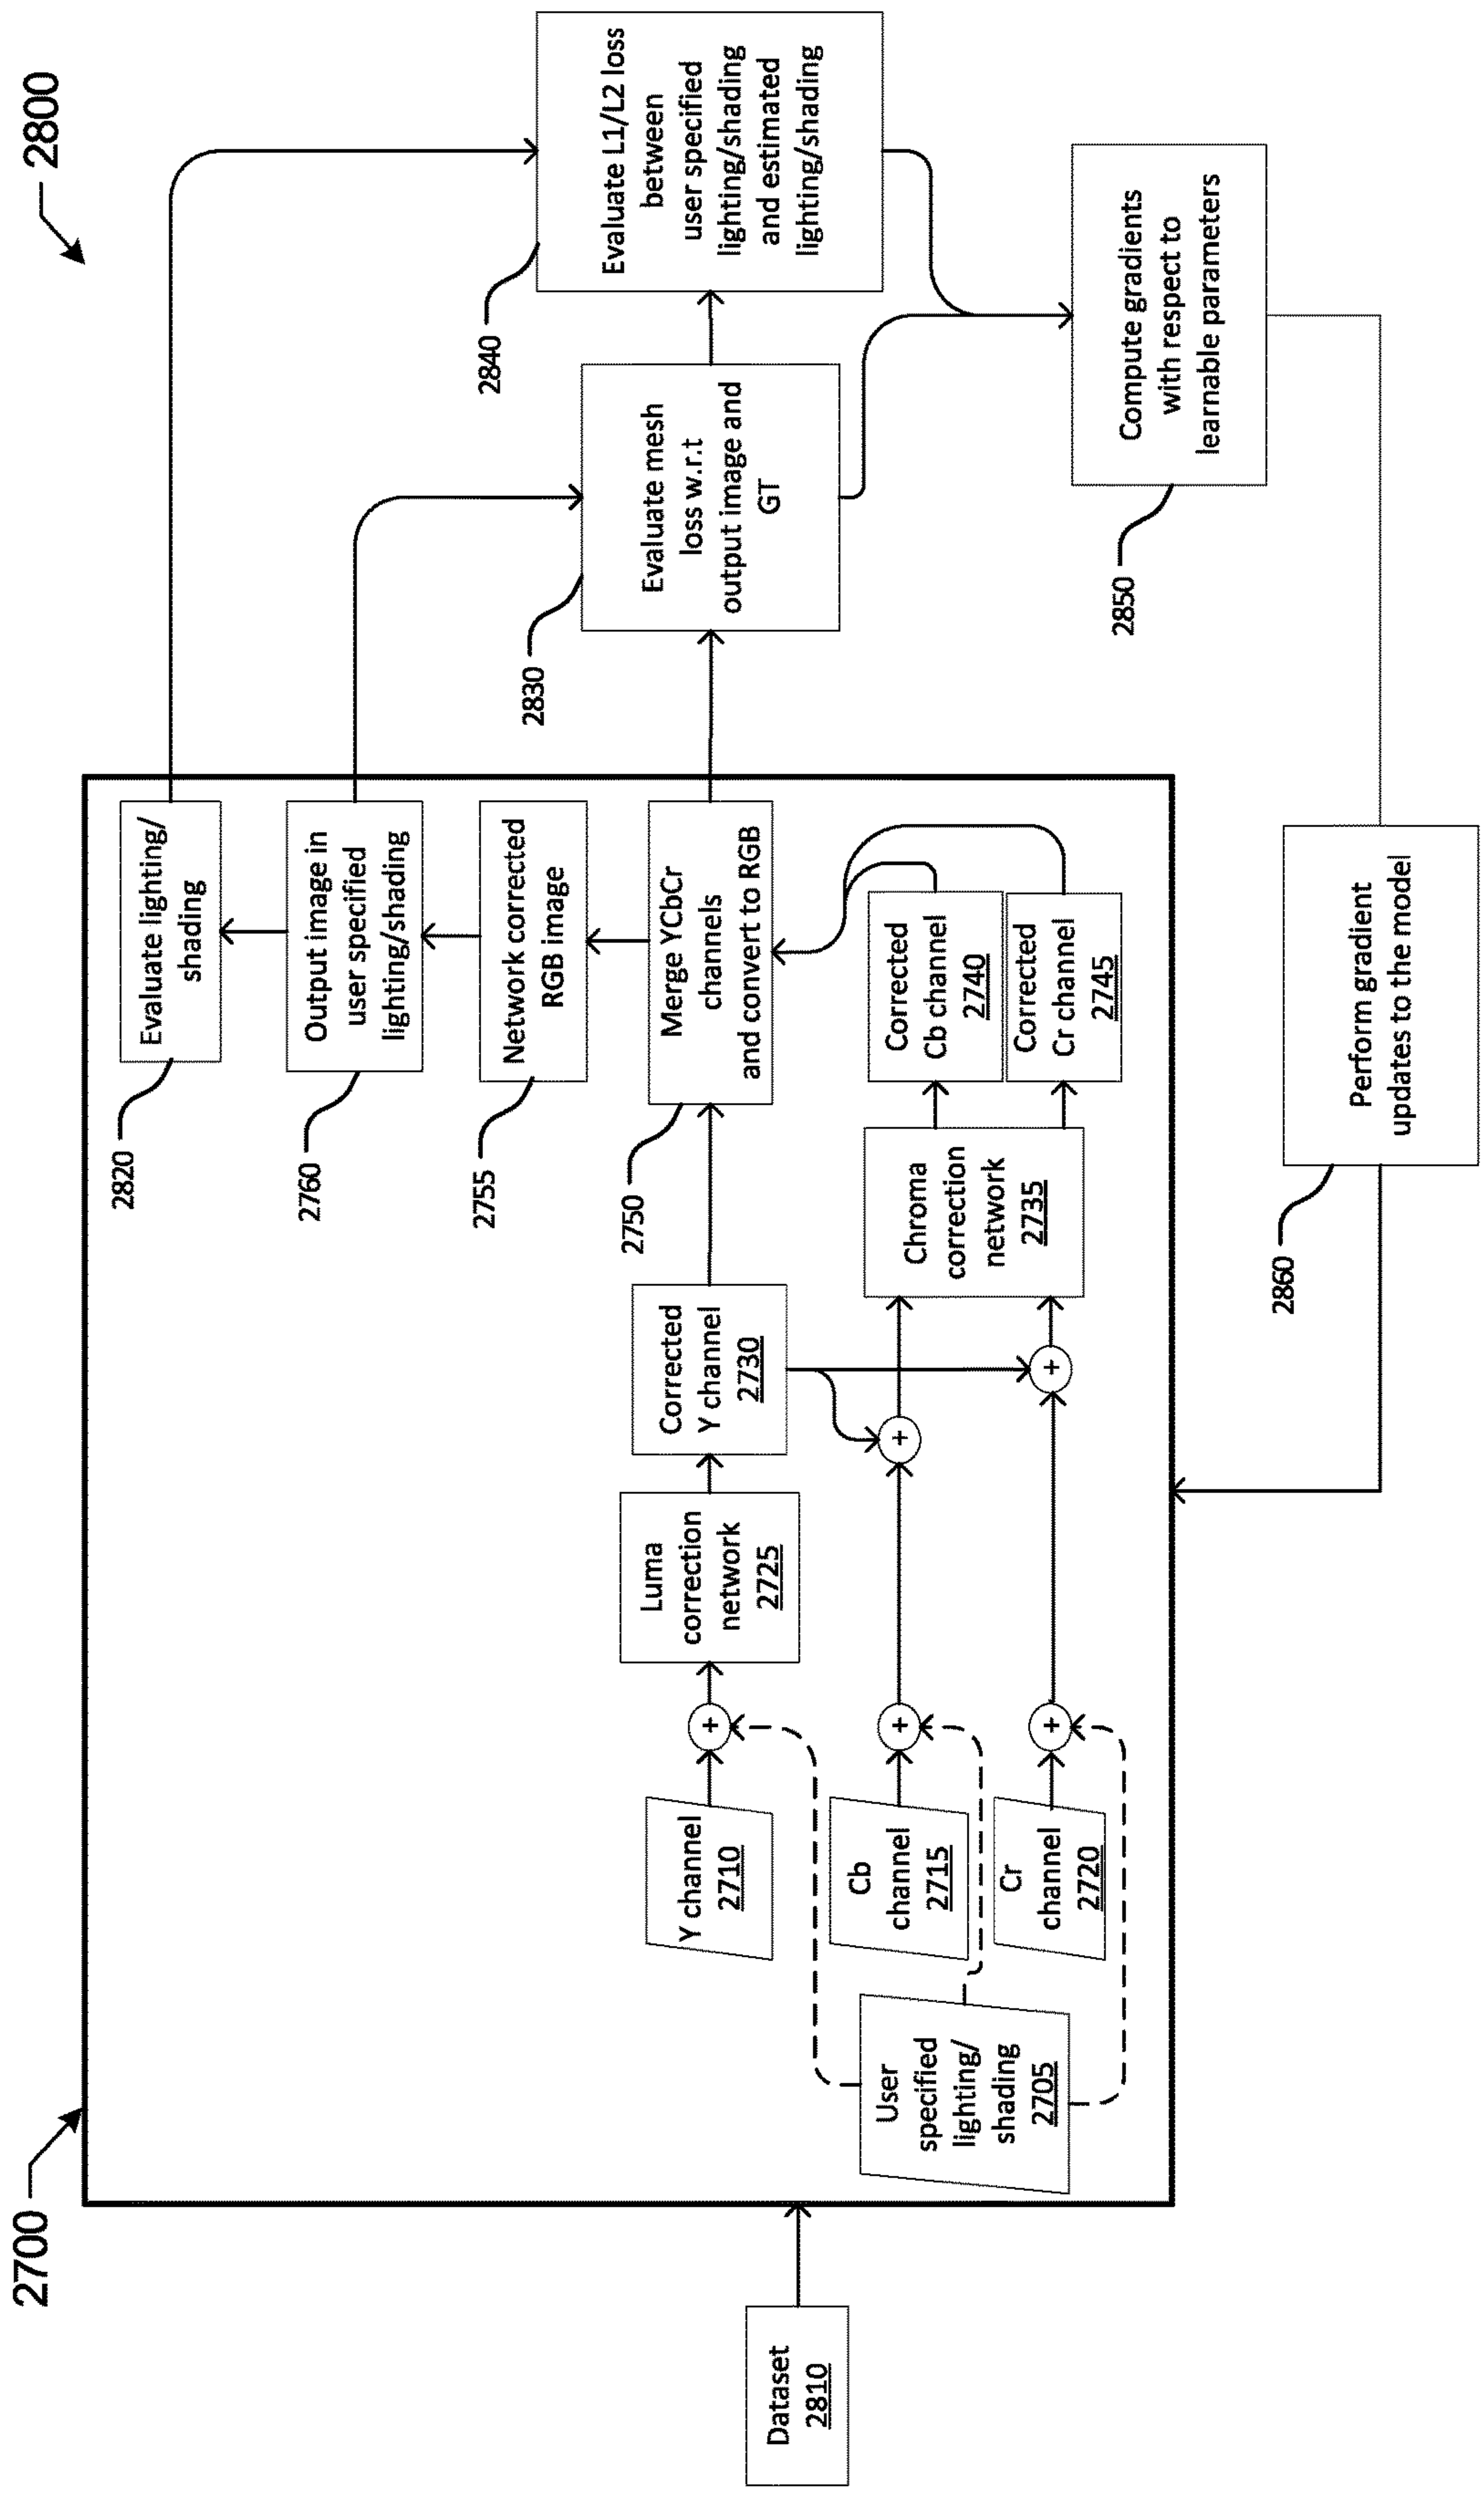 2800
2700
Evaluate lighting/
shading
2820
Output image in
user specified
lighting/shading
2760
Network corrected
RGB image
2755
Merge YCbCr
channels
and convert to RGB
2750
Evaluate mesh
loss w.r.t
output image and
GT
2830
Evaluate L1/L2 loss
between
user specified
lighting/shading
and estimated
lighting/shading
2840
Dataset
2810
User
specified
lighting/
shading
2705
Y channel
2710
Cb
channel
2715
Cr
channel
2720
+
+
+
Luma
correction
network
2725
Corrected
Y channel
2730
+
+
Chroma
correction
network
2735
Corrected
Cb channel
2740
Corrected
Cr channel
2745
Compute gradients
with respect to
learnable parameters
2850
Perform gradient
updates to the model
2860